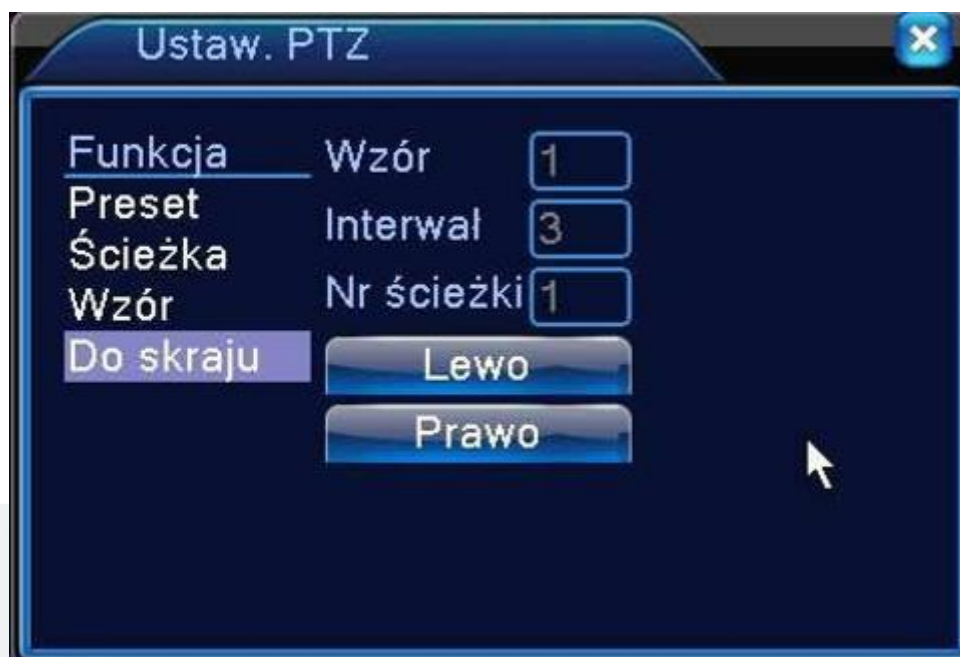 Ustaw. PTZ
Funkcja
Preset
Ścieżka
Wzór
Do skraju
Wzór 1
Interwał 3
Nr ścieżki 1
Lewo
Prawo